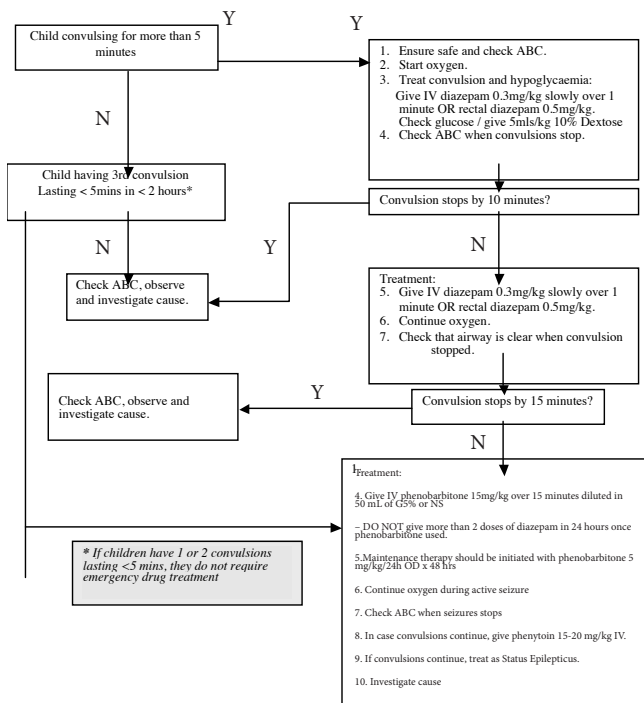 Y
Y
Child convulsing for more than 5
minutes
1. Ensure safe and check ABC.
2. Start oxygen.
3. Treat convulsion and hypoglycaemia:
Give IV diazepam 0.3mg/kg slowly over 1
minute OR rectal diazepam 0.5mg/kg.
Check glucose / give 5mls/kg 10% Dextose
4. Check ABC when convulsions stop.
N
Child having 3rd convulsion
Lasting < 5mins in < 2 hours*
Convulsion stops by 10 minutes?
N
Y
N
Check ABC, observe
and investigate cause.
Treatment:
5. Give IV diazepam 0.3mg/kg slowly over 1
minute OR rectal diazepam 0.5mg/kg.
6. Continue oxygen.
7. Check that airway is clear when convulsion
stopped.
Check ABC, observe and
investigate cause.
Y
Convulsion stops by 15 minutes?
N
1.
Treatment:
4. Give IV phenobarbitone 15mg/kg over 15 minutes diluted in
50 mL of G5% or NS
– DO NOT give more than 2 doses of diazepam in 24 hours once
phenobarbitone used.
5.Maintenance therapy should be initiated with phenobarbitone 5
mg/kg/24h OD x 48 hrs
6. Continue oxygen during active seizure
7. Check ABC when seizures stops
8. In case convulsions continue, give phenytoin 15-20 mg/kg IV.
9. If convulsions continue, treat as Status Epilepticus.
10. Investigate cause
* If children have 1 or 2 convulsions
lasting <5 mins, they do not require
emergency drug treatment